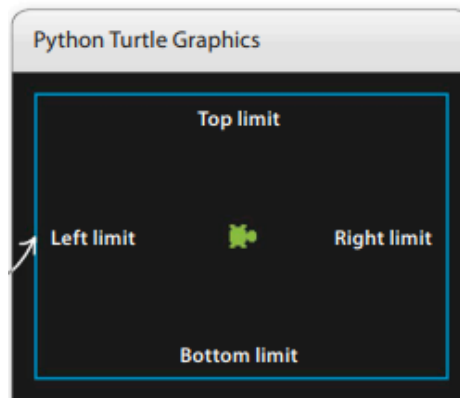 Python Turtle Graphics
Top limit
Left limit
Right limit
Bottom limit